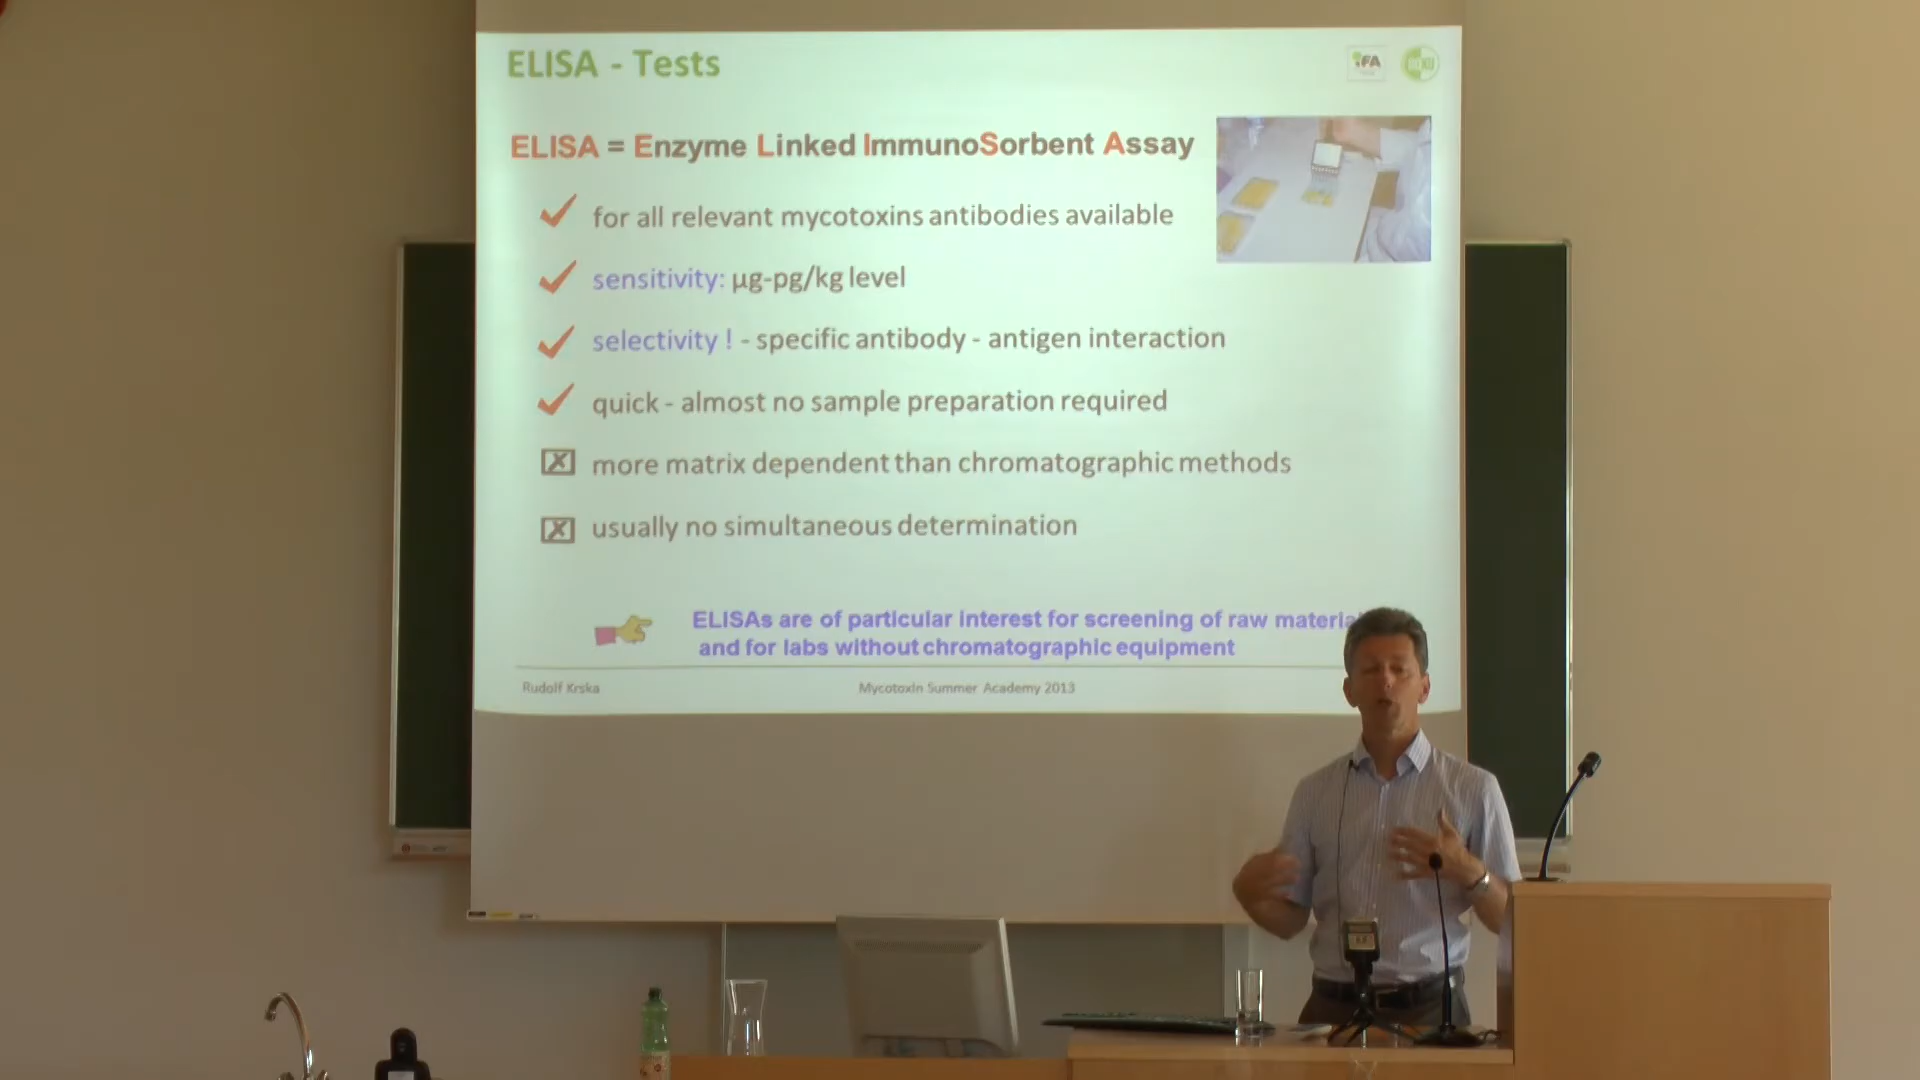 ELISA - Tests
iFA
ELISA = Enzyme Linked ImmunoSorbent Assay
for all relevant mycotoxins antibodies available
sensitivity: µg-pg/kg level
selectivity ! - specific antibody - antigen interaction
quick - almost no sample preparation required
more matrix dependent than chromatographic methods
usually no simultaneous determination
ELISAs are of particular interest for screening of raw materia
and for labs without chromatographic equipment
Rudolf Krska
Mycotoxin Summer Academy 2013